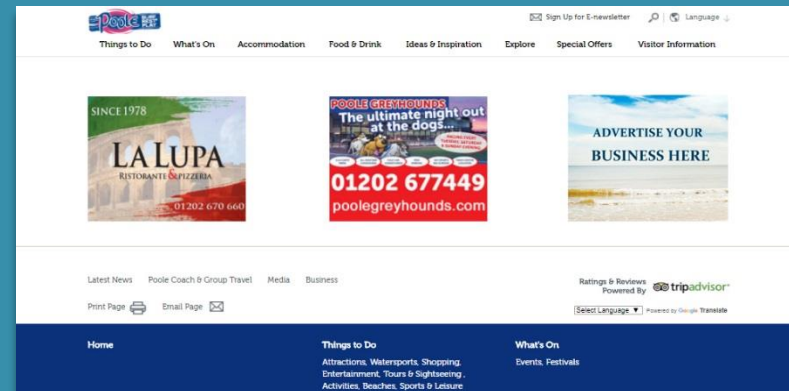 Poole
Sign Up for E-newsletter
Language
Things to Do
What's On
Accommodation
Food & Drink
Ideas & Inspiration
Explore
Special Offers
Visitor Information
SINCE 1978
LA LUPA
RISTORANTE & PIZZERIA
01202 670 660
POOLE GREYHOUNDS
The ultimate night out
at the dogs...
01202 677449
poolegreyhounds.com
ADVERTISE YOUR
BUSINESS HERE
Latest News
Poole Coach & Group Travel
Media
Business
Print Page
Email Page
Ratings & Reviews
Powered By
tripadvisor
Select Language ▼
Powered by Google Translate
Home
Things to Do
Attractions, Watersports, Shopping,
Entertainment, Tours & Sightseeing ,
Activities, Beaches, Sports & Leisure
What's On
Events, Festivals